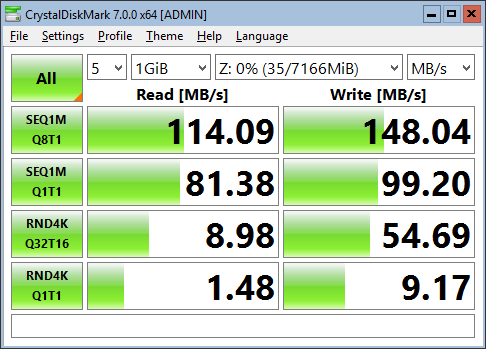 CrystalDiskMark 7.0.0 x64 [ADMIN]
File Settings Profile Theme Help Language
All 5 1GiB Z: 0% (35/7166MiB) MB/s
Read [MB/s] Write [MB/s]
SEQ1M
Q8T1
114.09 148.04
SEQ1M
Q1T1
81.38 99.20
RND4K
Q32T16
8.98 54.69
RND4K
Q1T1
1.48 9.17